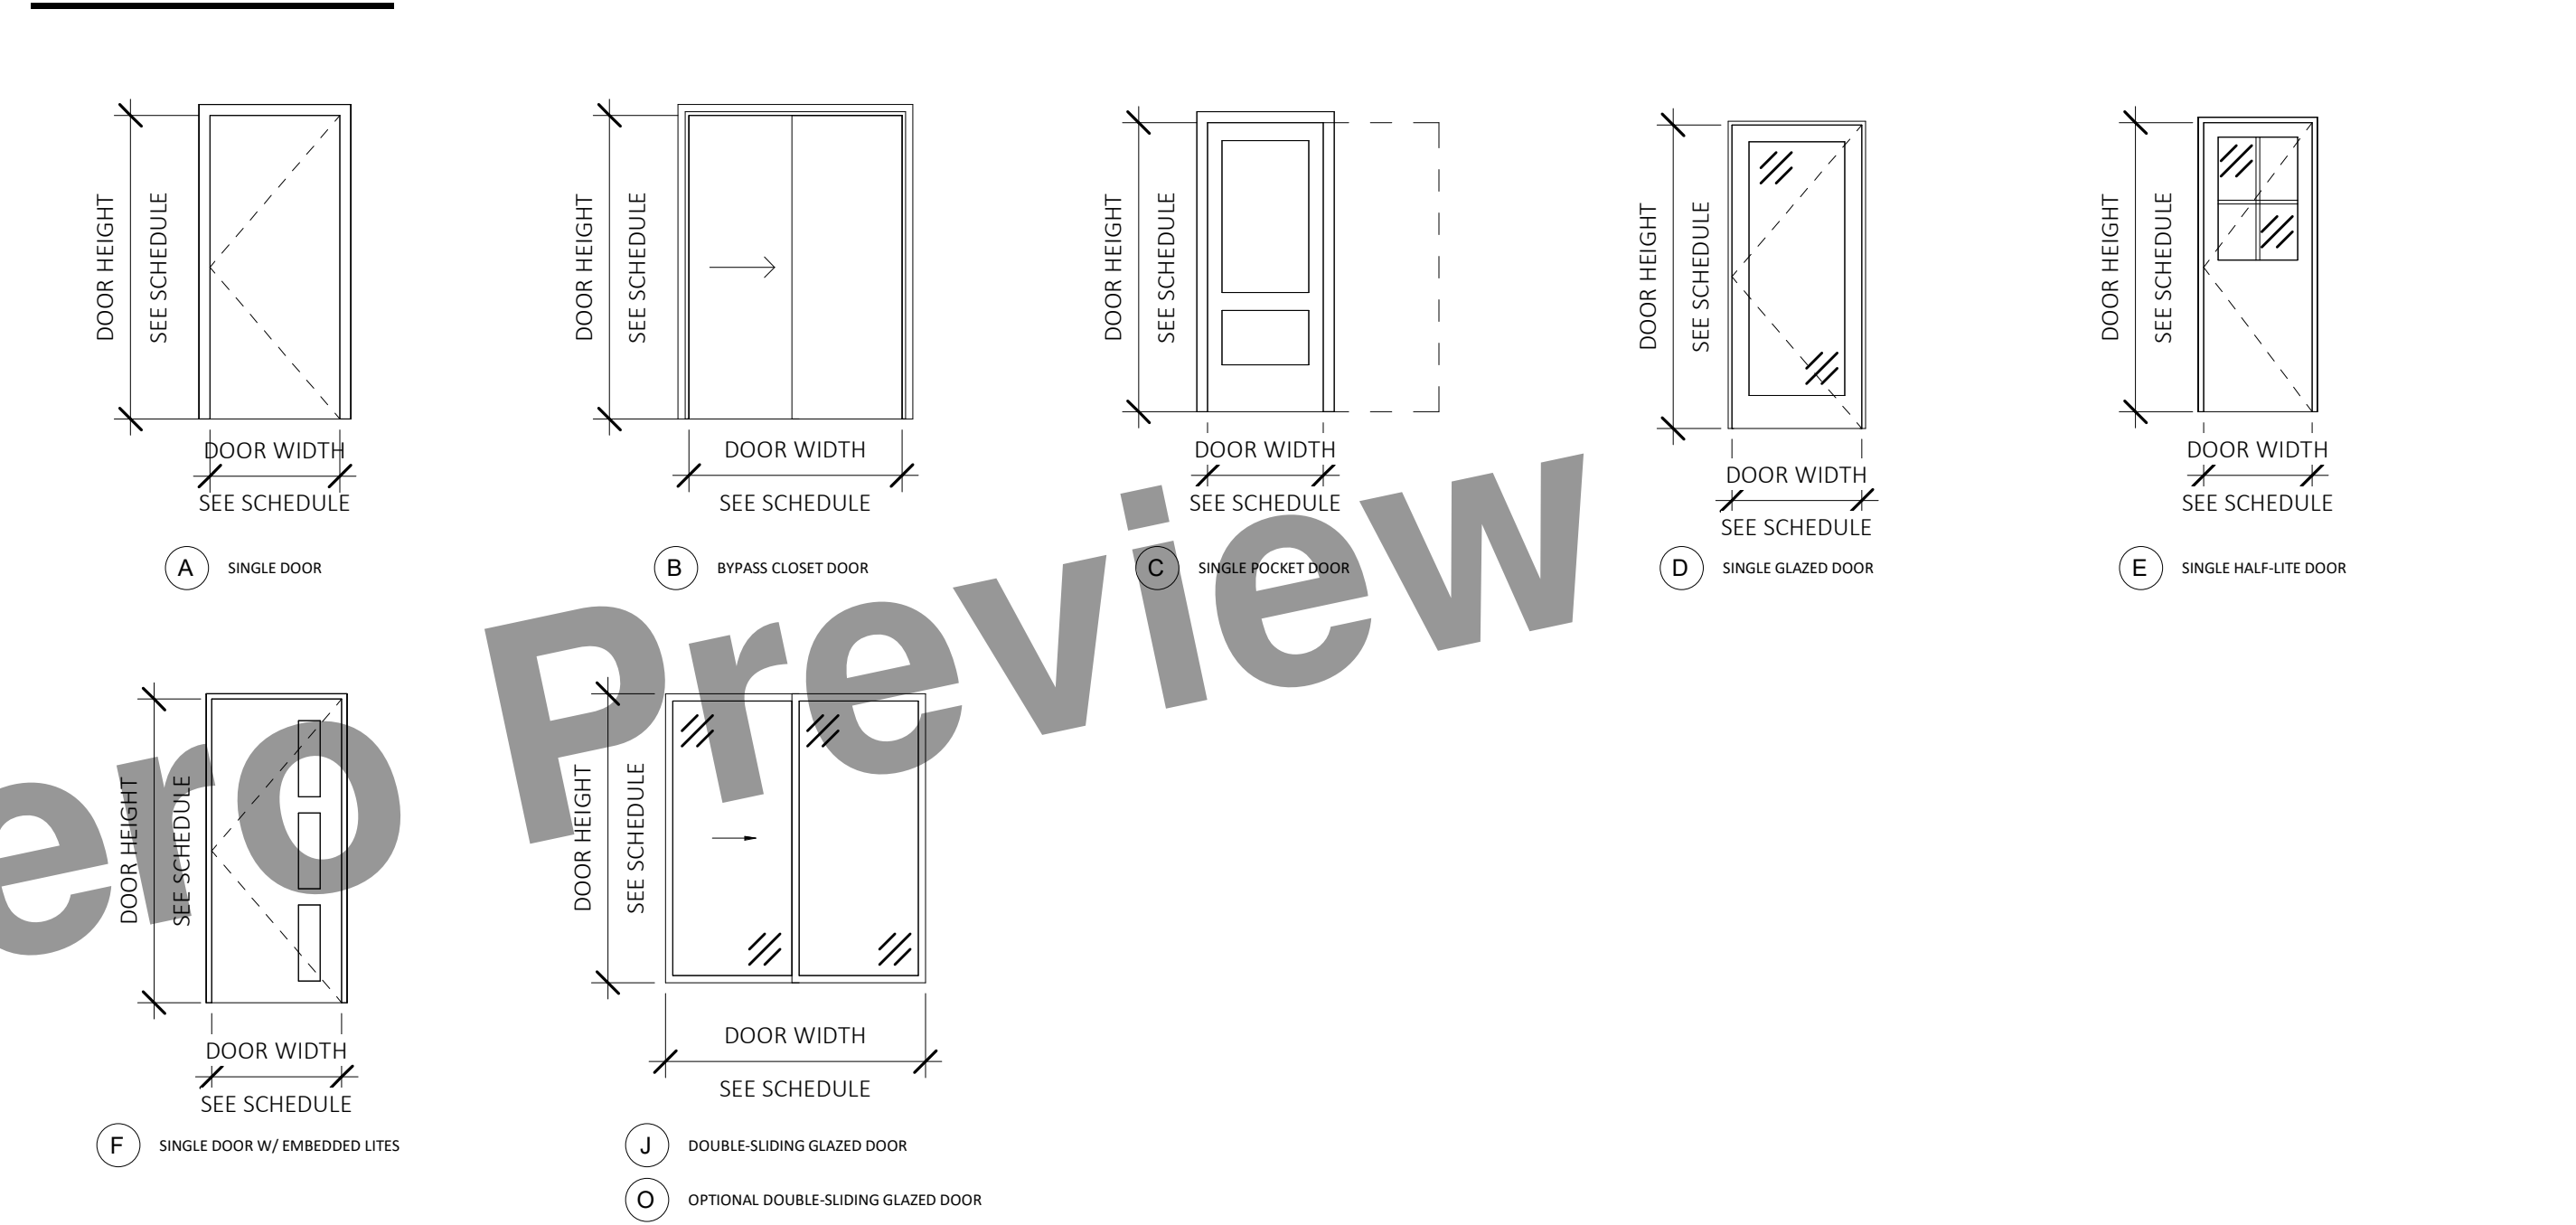 DOOR HEIGHT
SEE SCHEDULE
DOOR WIDTH
SEE SCHEDULE
A SINGLE DOOR
DOOR HEIGHT
SEE SCHEDULE
DOOR WIDTH
SEE SCHEDULE
B BYPASS CLOSET DOOR
DOOR HEIGHT
SEE SCHEDULE
DOOR WIDTH
SEE SCHEDULE
C SINGLE POCKET DOOR
DOOR HEIGHT
SEE SCHEDULE
DOOR WIDTH
SEE SCHEDULE
D SINGLE GLAZED DOOR
DOOR HEIGHT
SEE SCHEDULE
DOOR WIDTH
SEE SCHEDULE
E SINGLE HALF-LITE DOOR
DOOR HEIGHT
SEE SCHEDULE
DOOR WIDTH
SEE SCHEDULE
F SINGLE DOOR W/ EMBEDDED LITES
DOOR HEIGHT
SEE SCHEDULE
DOOR WIDTH
SEE SCHEDULE
J DOUBLE-SLIDING GLAZED DOOR
O OPTIONAL DOUBLE-SLIDING GLAZED DOOR
ero Preview